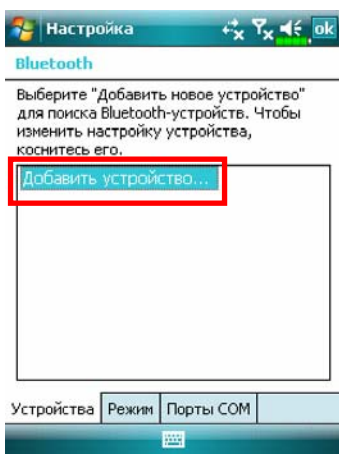 Настройка ok
Bluetooth
Выберите "Добавить новое устройство"
для поиска Bluetooth-устройств. Чтобы
изменить настройку устройства,
коснитесь его.
Добавить устройство...
Устройства Режим Порты COM